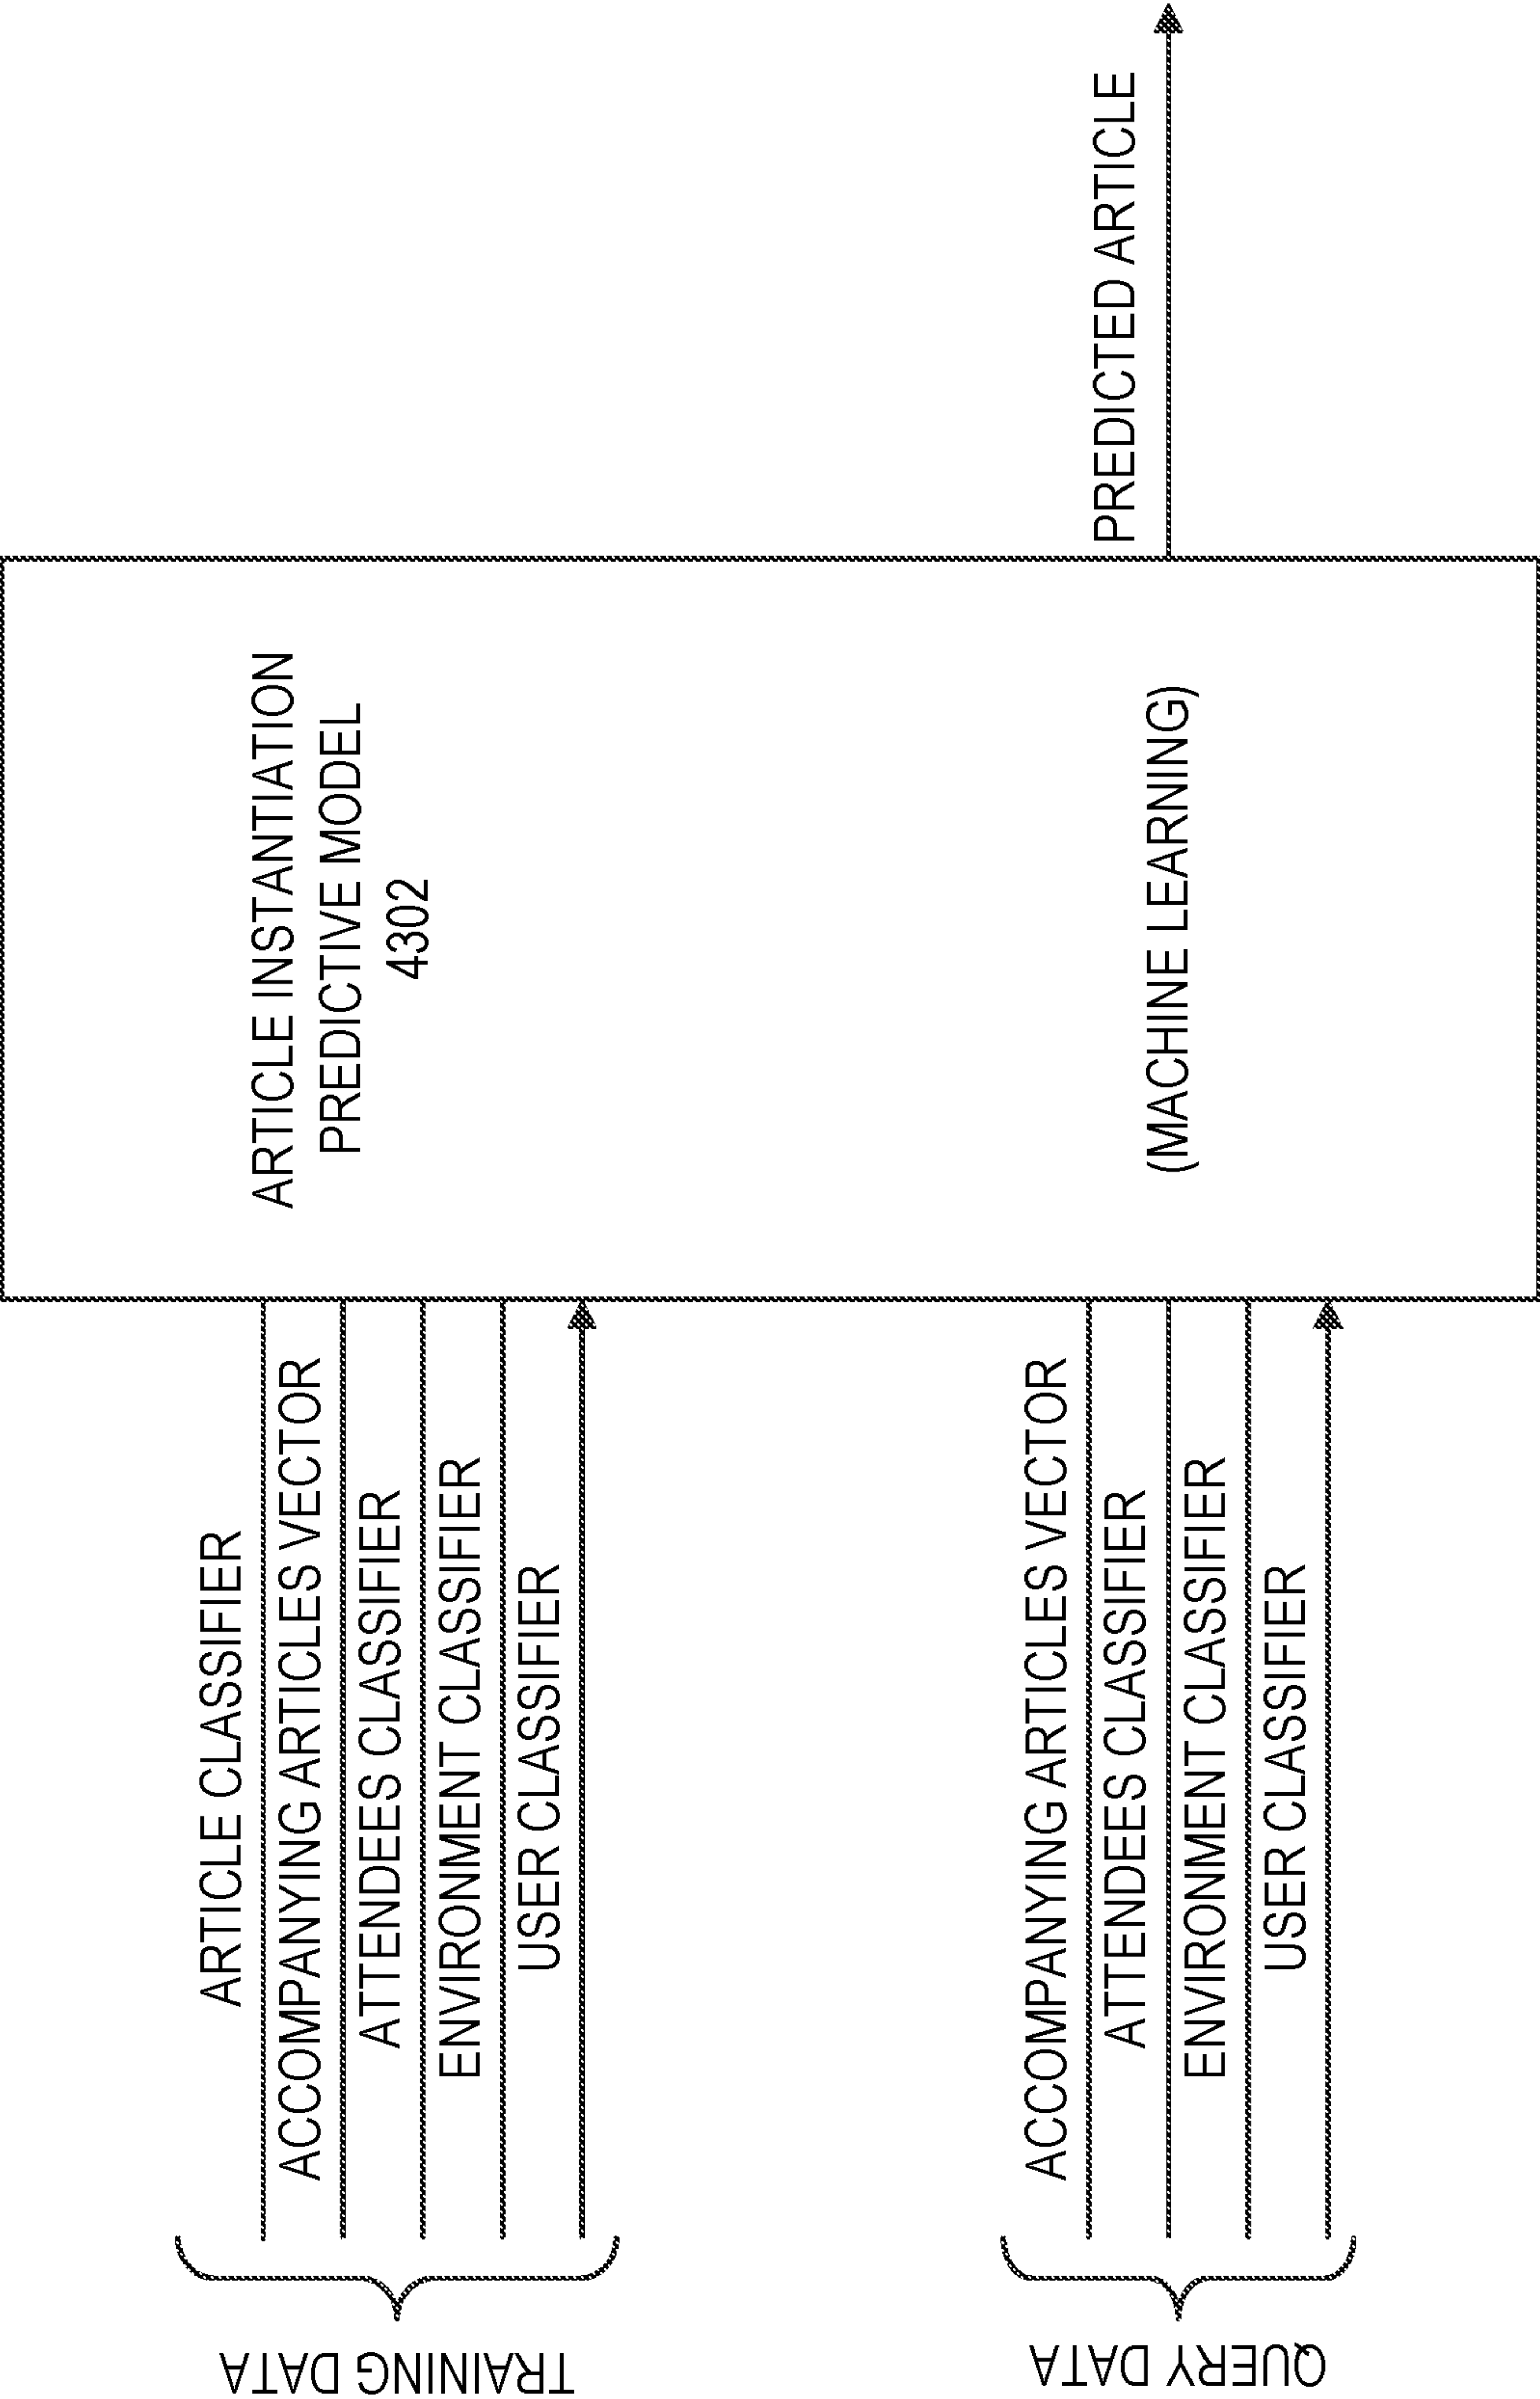 TRAINING DATA
ARTICLE CLASSIFIER
ACCOMPANYING ARTICLES VECTOR
ATTENDEES CLASSIFIER
ENVIRONMENT CLASSIFIER
USER CLASSIFIER
QUERY DATA
ACCOMPANYING ARTICLES VECTOR
ATTENDEES CLASSIFIER
ENVIRONMENT CLASSIFIER
USER CLASSIFIER
ARTICLE INSTANTIATION
PREDICTIVE MODEL
4302
(MACHINE LEARNING)
PREDICTED ARTICLE